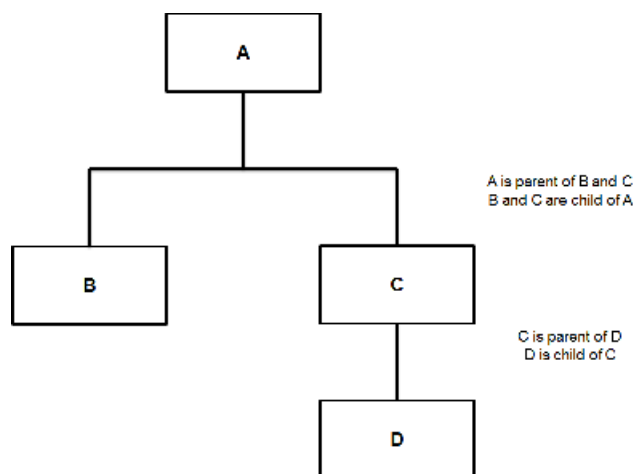 A
A is parent of B and C
B and C are child of A
B
C
C is parent of D
D is child of C
D